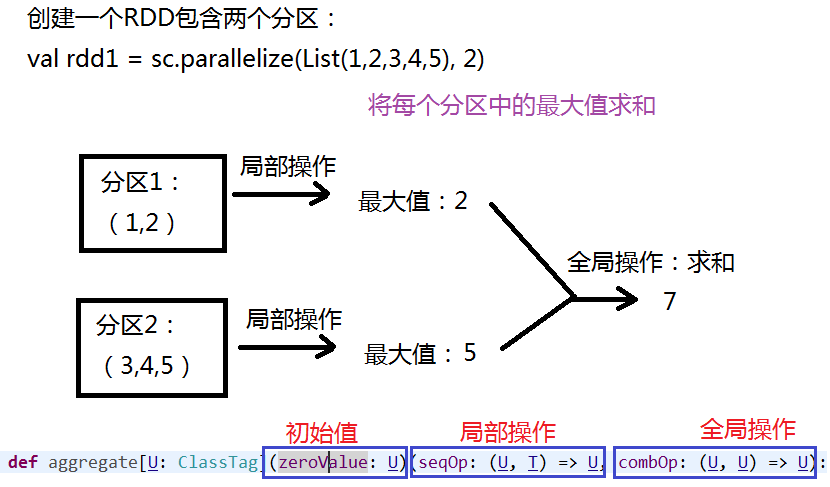 创建一个RDD包含两个分区：
val rdd1 = sc.parallelize(List(1,2,3,4,5), 2)
将每个分区中的最大值求和
分区1：
（1,2）
局部操作
最大值：2
分区2：
（3,4,5）
局部操作
最大值：5
全局操作：求和
7
初始值 局部操作 全局操作
def aggregate[U: ClassTag](zeroValue: U)(seqOp: (U, T) => U, combOp: (U, U) => U):